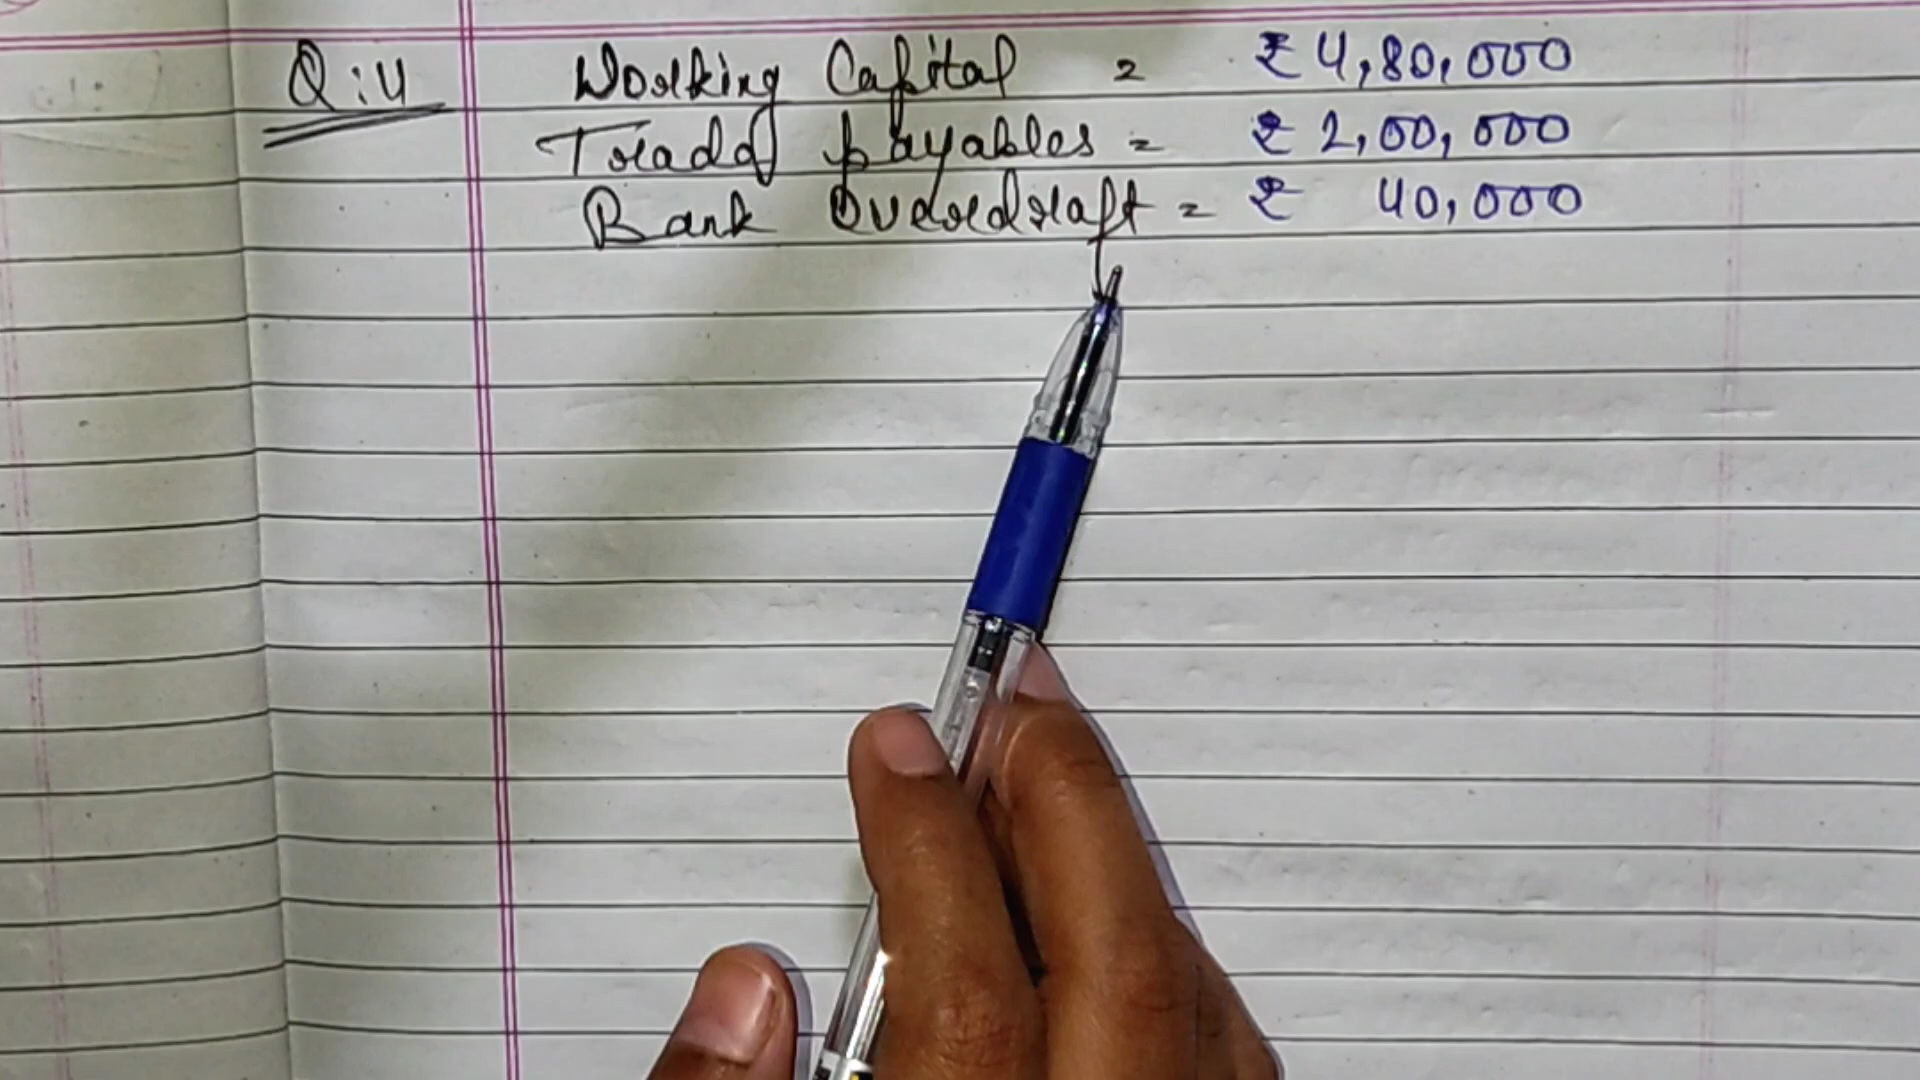 Q:4 Working Capital = ₹ 4,80,000
Trade payables = ₹ 2,00,000
Bank Overdraft = ₹ 40,000